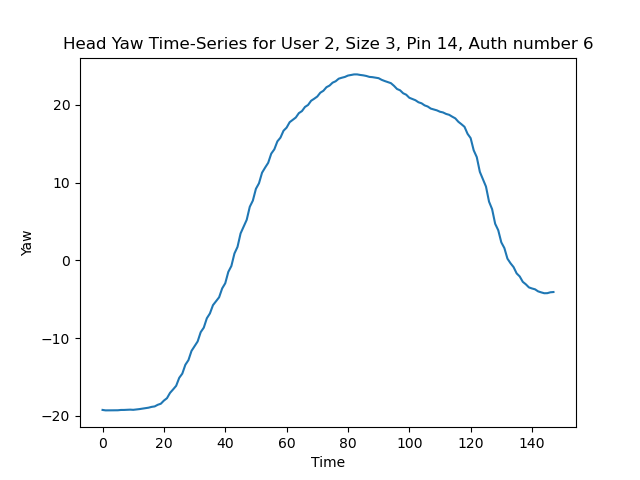 Head Yaw Time-Series for User 2, Size 3, Pin 14, Auth number 6
20
10
0
−10
−20
Yaw
0 20 40 60 80 100 120 140
Time